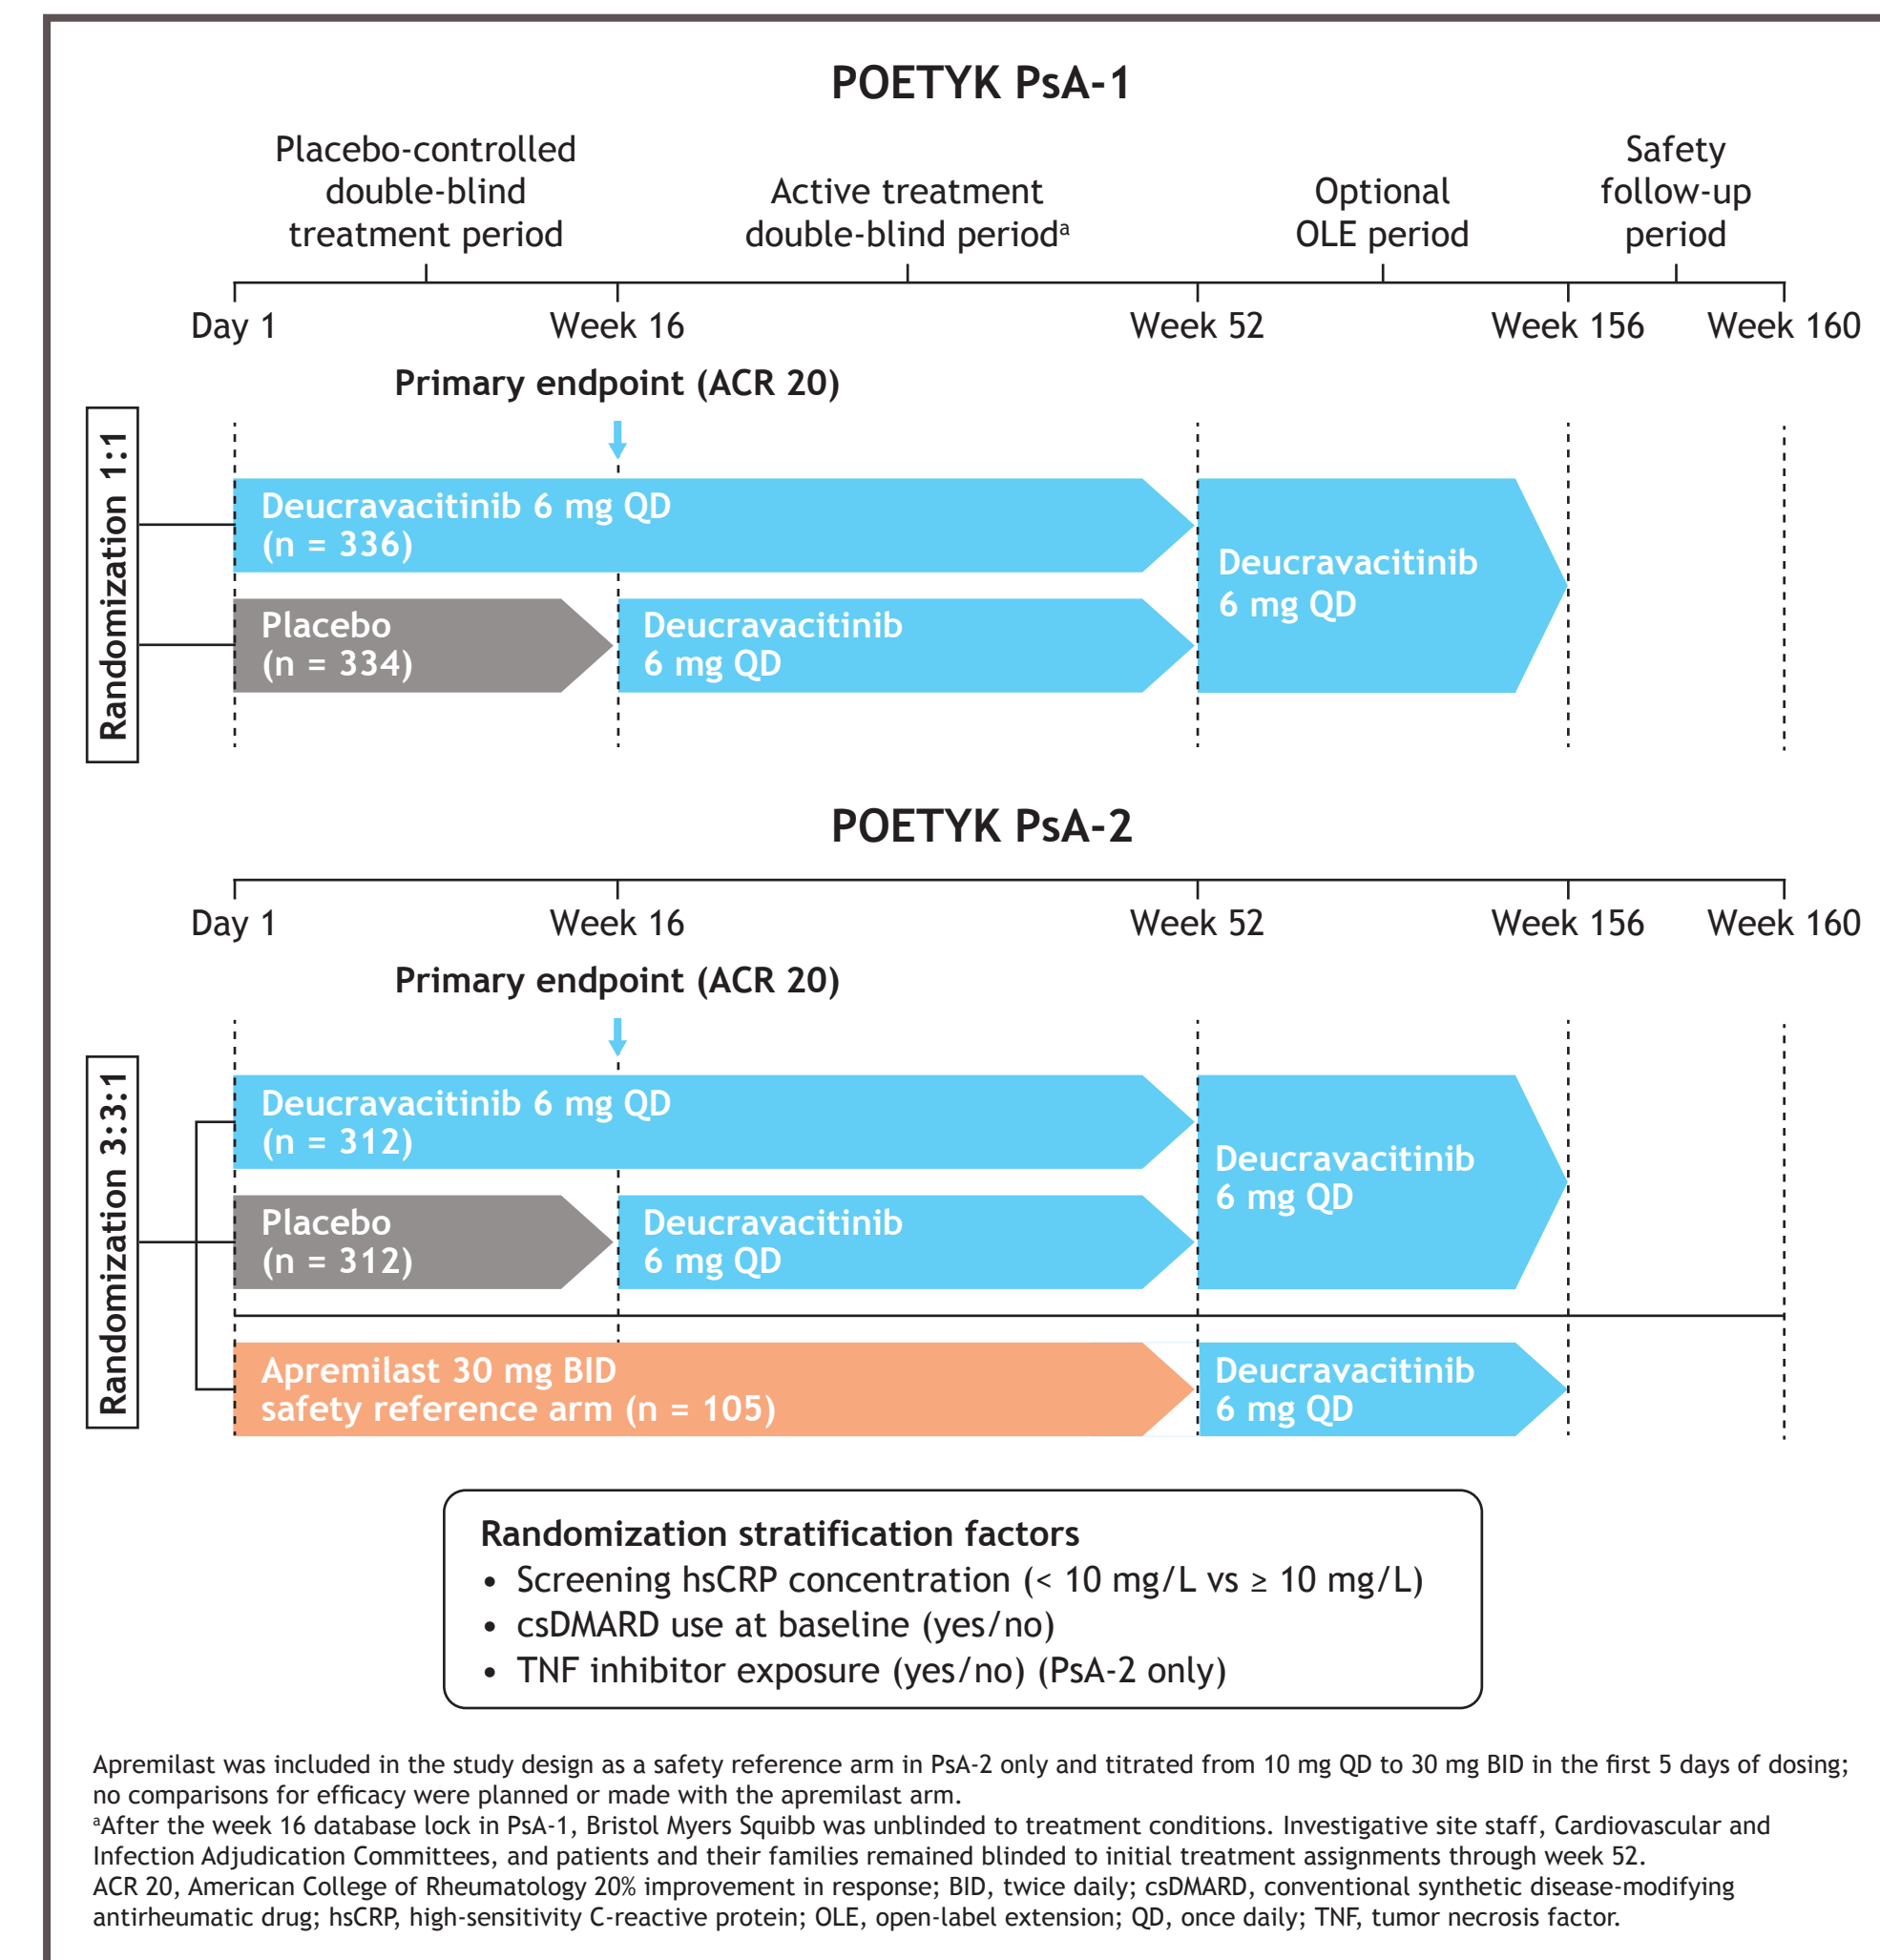 POETYK PsA-1
Placebo-controlled
double-blind
treatment period
Active treatment
double-blind periodᵃ
Optional
OLE period
Safety
follow-up
period
Day 1
Week 16
Week 52
Week 156
Week 160
Primary endpoint (ACR 20)
Randomization 1:1
Deucravacitinib 6 mg QD
(n = 336)
Placebo
(n = 334)
Deucravacitinib
6 mg QD
Deucravacitinib
6 mg QD
POETYK PsA-2
Day 1
Week 16
Week 52
Week 156
Week 160
Primary endpoint (ACR 20)
Randomization 3:3:1
Deucravacitinib 6 mg QD
(n = 312)
Placebo
(n = 312)
Deucravacitinib
6 mg QD
Deucravacitinib
6 mg QD
Apremilast 30 mg BID
safety reference arm (n = 105)
Deucravacitinib
6 mg QD
Randomization stratification factors
• Screening hsCRP concentration (< 10 mg/L vs ≥ 10 mg/L)
• csDMARD use at baseline (yes/no)
• TNF inhibitor exposure (yes/no) (PsA-2 only)
Apremilast was included in the study design as a safety reference arm in PsA-2 only and titrated from 10 mg QD to 30 mg BID in the first 5 days of dosing;
no comparisons for efficacy were planned or made with the apremilast arm.
ᵃAfter the week 16 database lock in PsA-1, Bristol Myers Squibb was unblinded to treatment conditions. Investigative site staff, Cardiovascular and
Infection Adjudication Committees, and patients and their families remained blinded to initial treatment assignments through week 52.
ACR 20, American College of Rheumatology 20% improvement in response; BID, twice daily; csDMARD, conventional synthetic disease-modifying
antirheumatic drug; hsCRP, high-sensitivity C-reactive protein; OLE, open-label extension; QD, once daily; TNF, tumor necrosis factor.